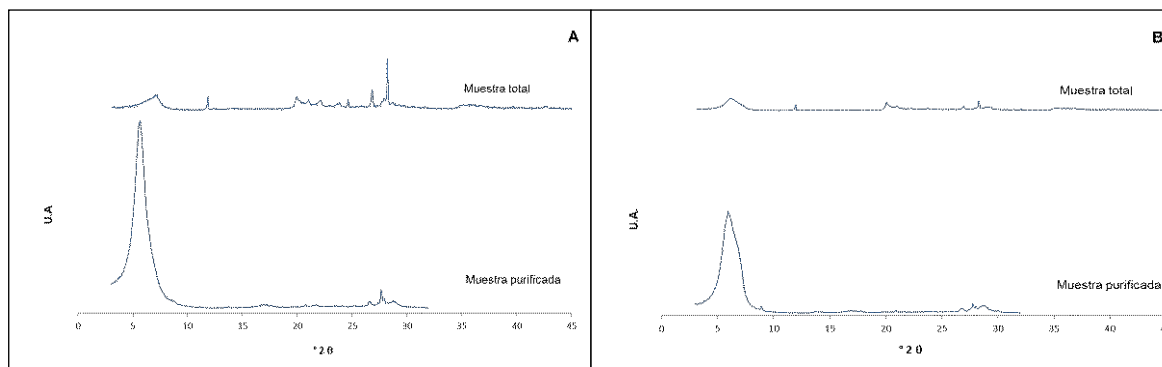 A
Muestra total
U.A
Muestra purificada
0 5 10 15 20 25 30 35 40 45
°2 θ
B
Muestra total
U.A.
Muestra purificada
0 5 10 15 20 25 30 35 40 45
°2 θ